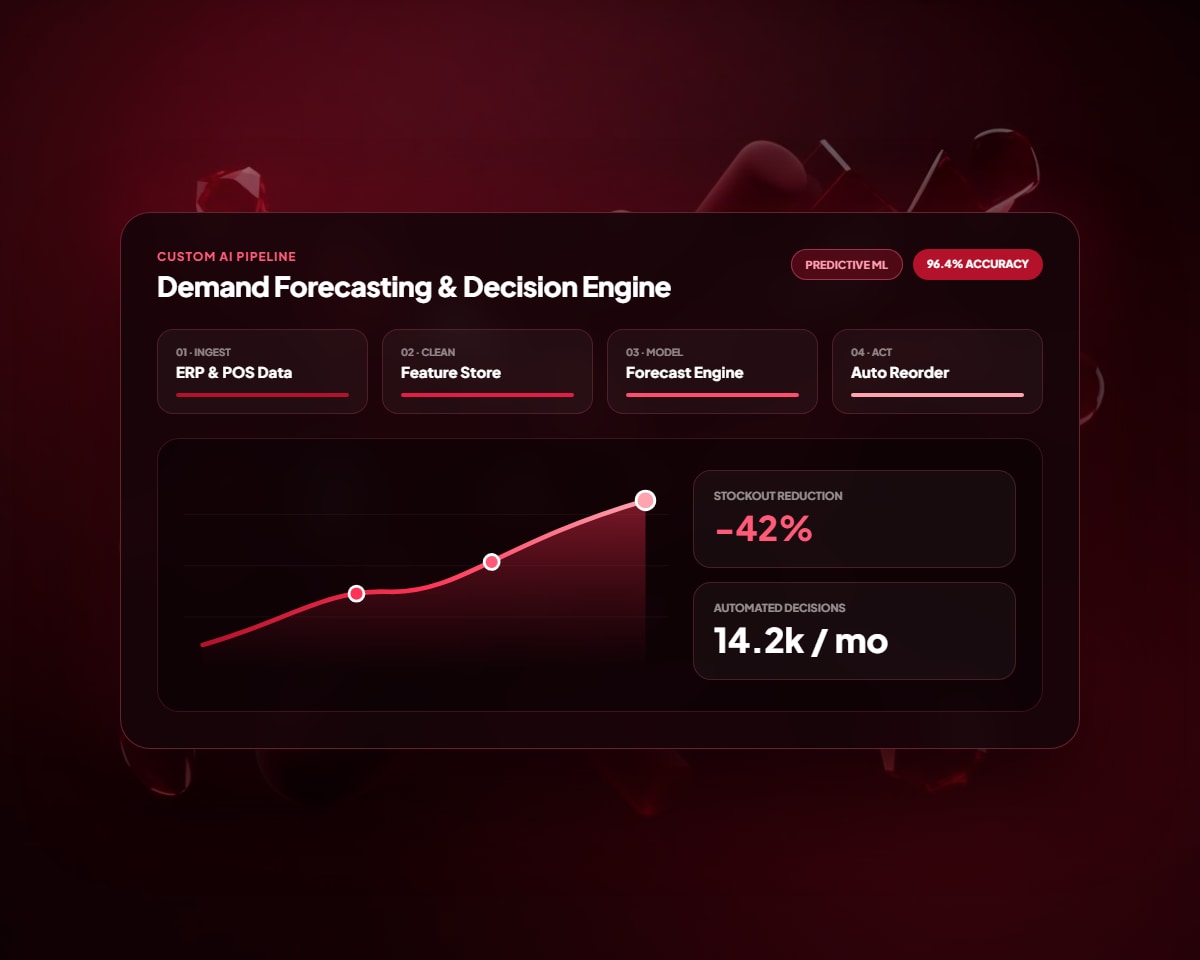 CUSTOM AI PIPELINE
Demand Forecasting & Decision Engine
PREDICTIVE ML
96.4% ACCURACY
01 · INGEST
ERP & POS Data
02 · CLEAN
Feature Store
03 · MODEL
Forecast Engine
04 · ACT
Auto Reorder
STOCKOUT REDUCTION
-42%
AUTOMATED DECISIONS
14.2k / mo